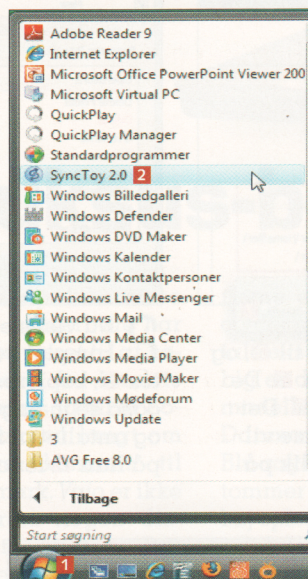 Adobe Reader 9
Internet Explorer
Microsoft Office PowerPoint Viewer 200
Microsoft Virtual PC
QuickPlay
QuickPlay Manager
Standardprogrammer
SyncToy 2.0 2
Windows Billedgalleri
Windows Defender
Windows DVD Maker
Windows Kalender
Windows Kontaktpersoner
Windows Live Messenger
Windows Mail
Windows Media Center
Windows Media Player
Windows Movie Maker
Windows Mødeforum
Windows Update
3
AVG Free 8.0
Tilbage
Start søgning
1